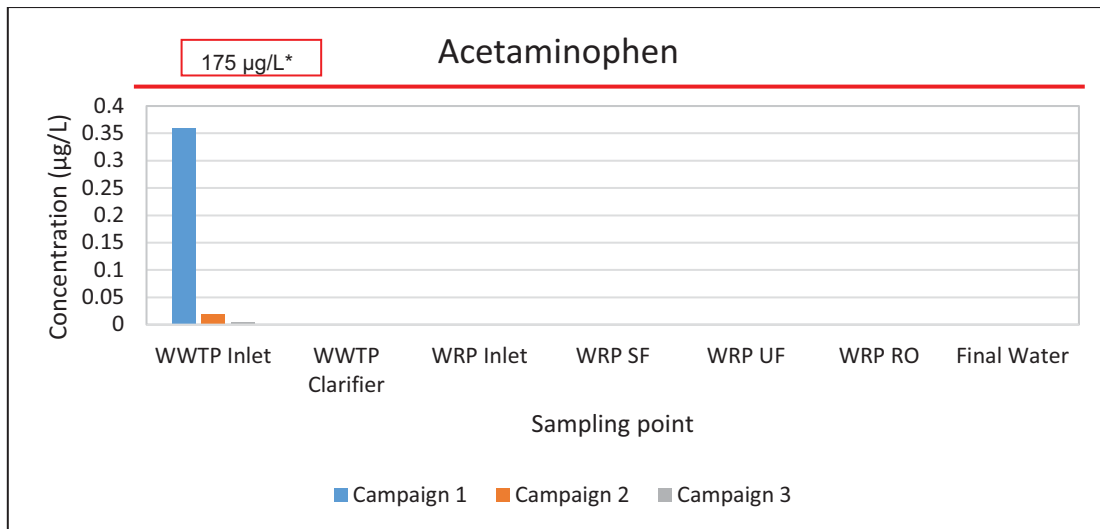 Acetaminophen
175 µg/L*
Concentration (µg/L)
0.4
0.35
0.3
0.25
0.2
0.15
0.1
0.05
0
WWTP Inlet
WWTP
Clarifier
WRP Inlet
WRP SF
WRP UF
WRP RO
Final Water
Sampling point
Campaign 1
Campaign 2
Campaign 3